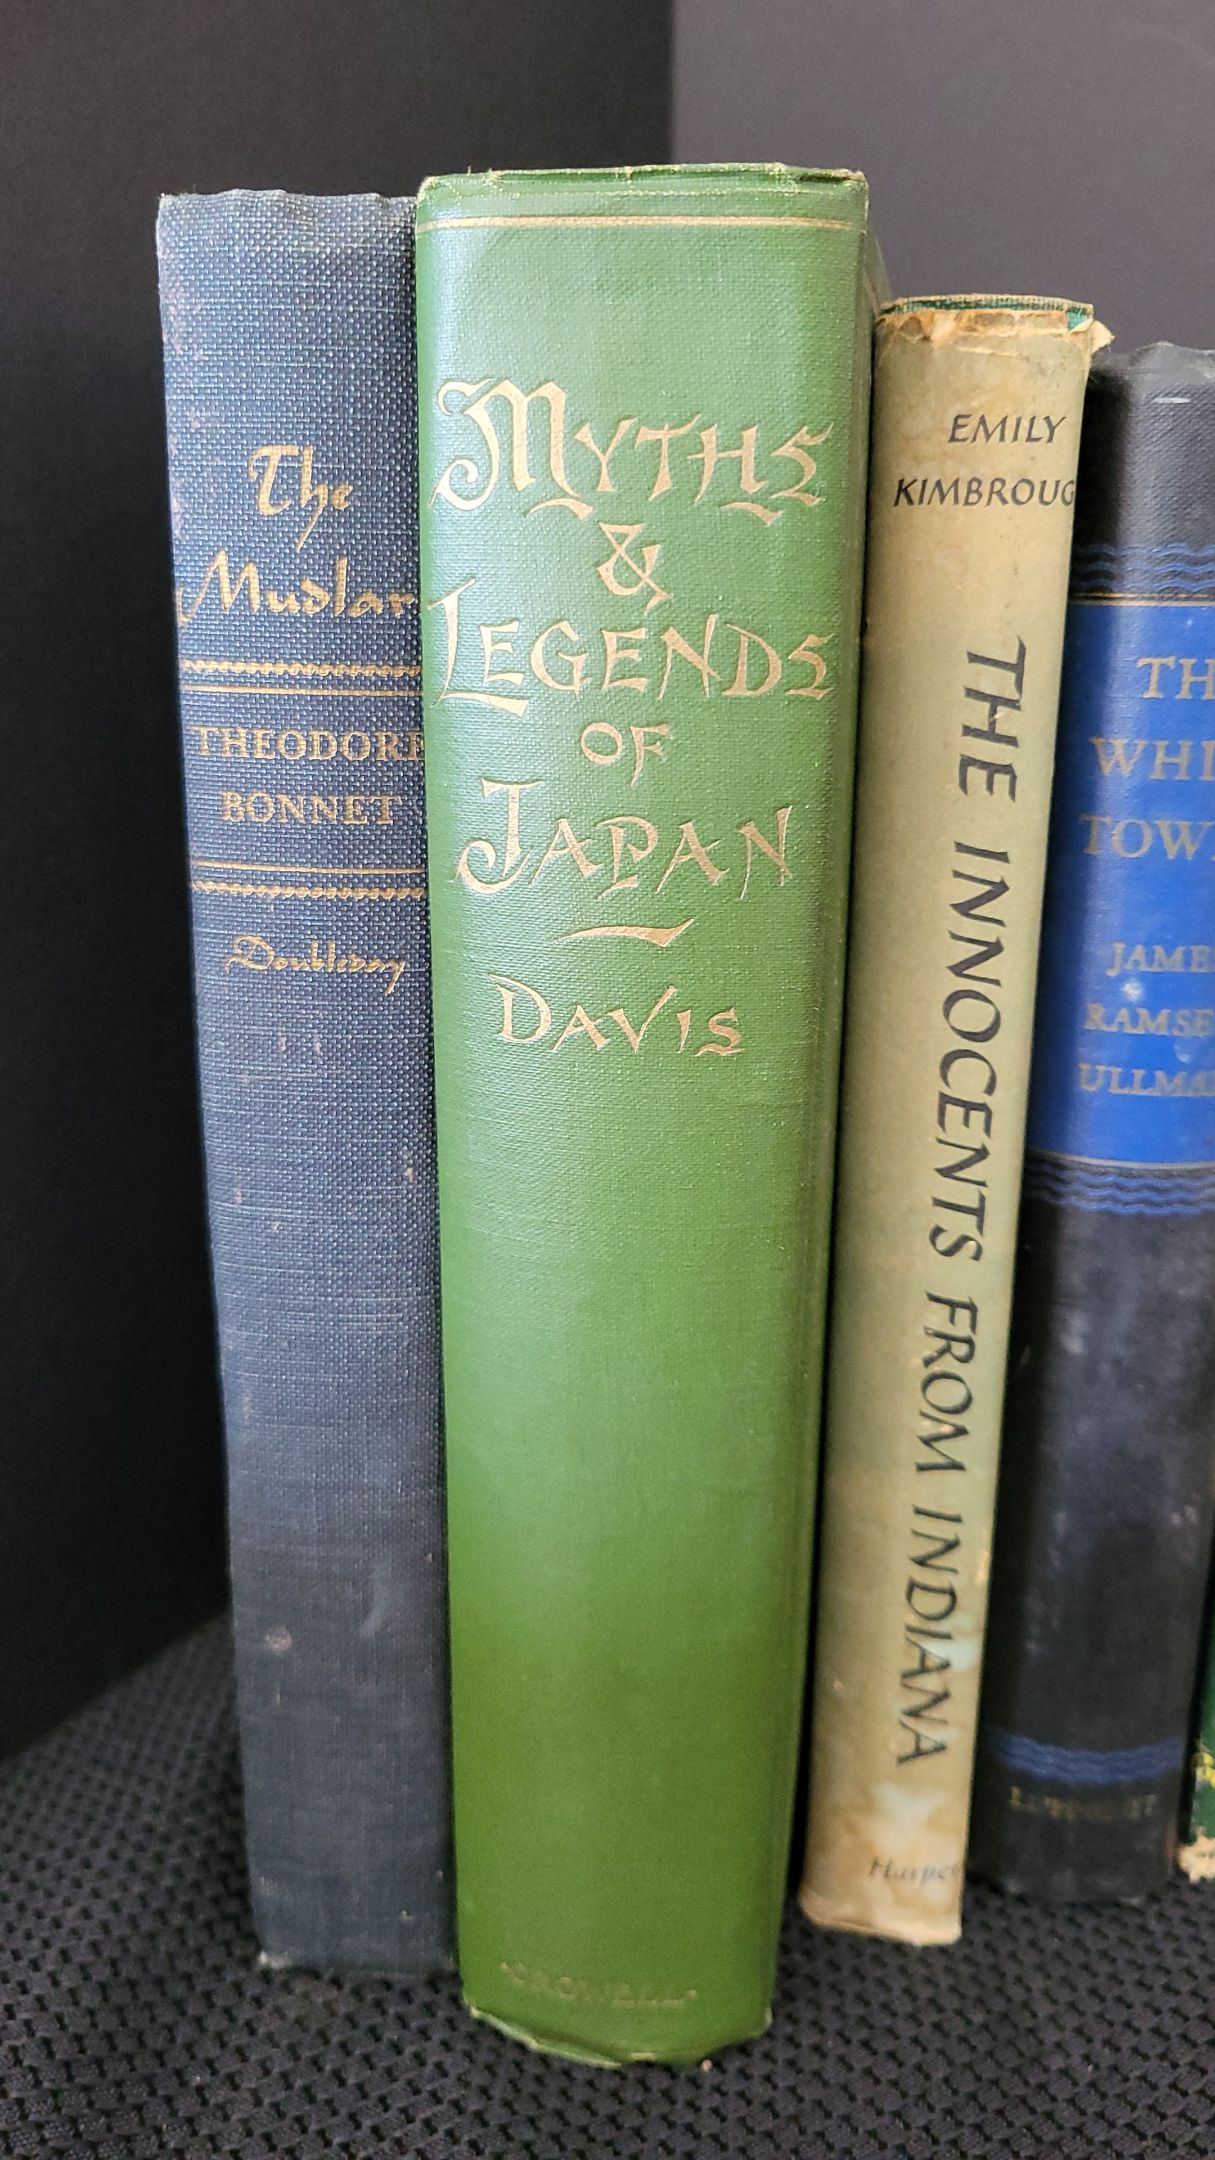 The
Mudlar
THEODORE
BONNET
Doubleday
MYTHS
&
LEGENDS
OF
JAPAN
DAVIS
CROWELL
EMILY
KIMBROUG
THE INNOCENTS FROM INDIANA
Harper
TH
WHI
TOW
JAMES
RAMSE
ULLMA